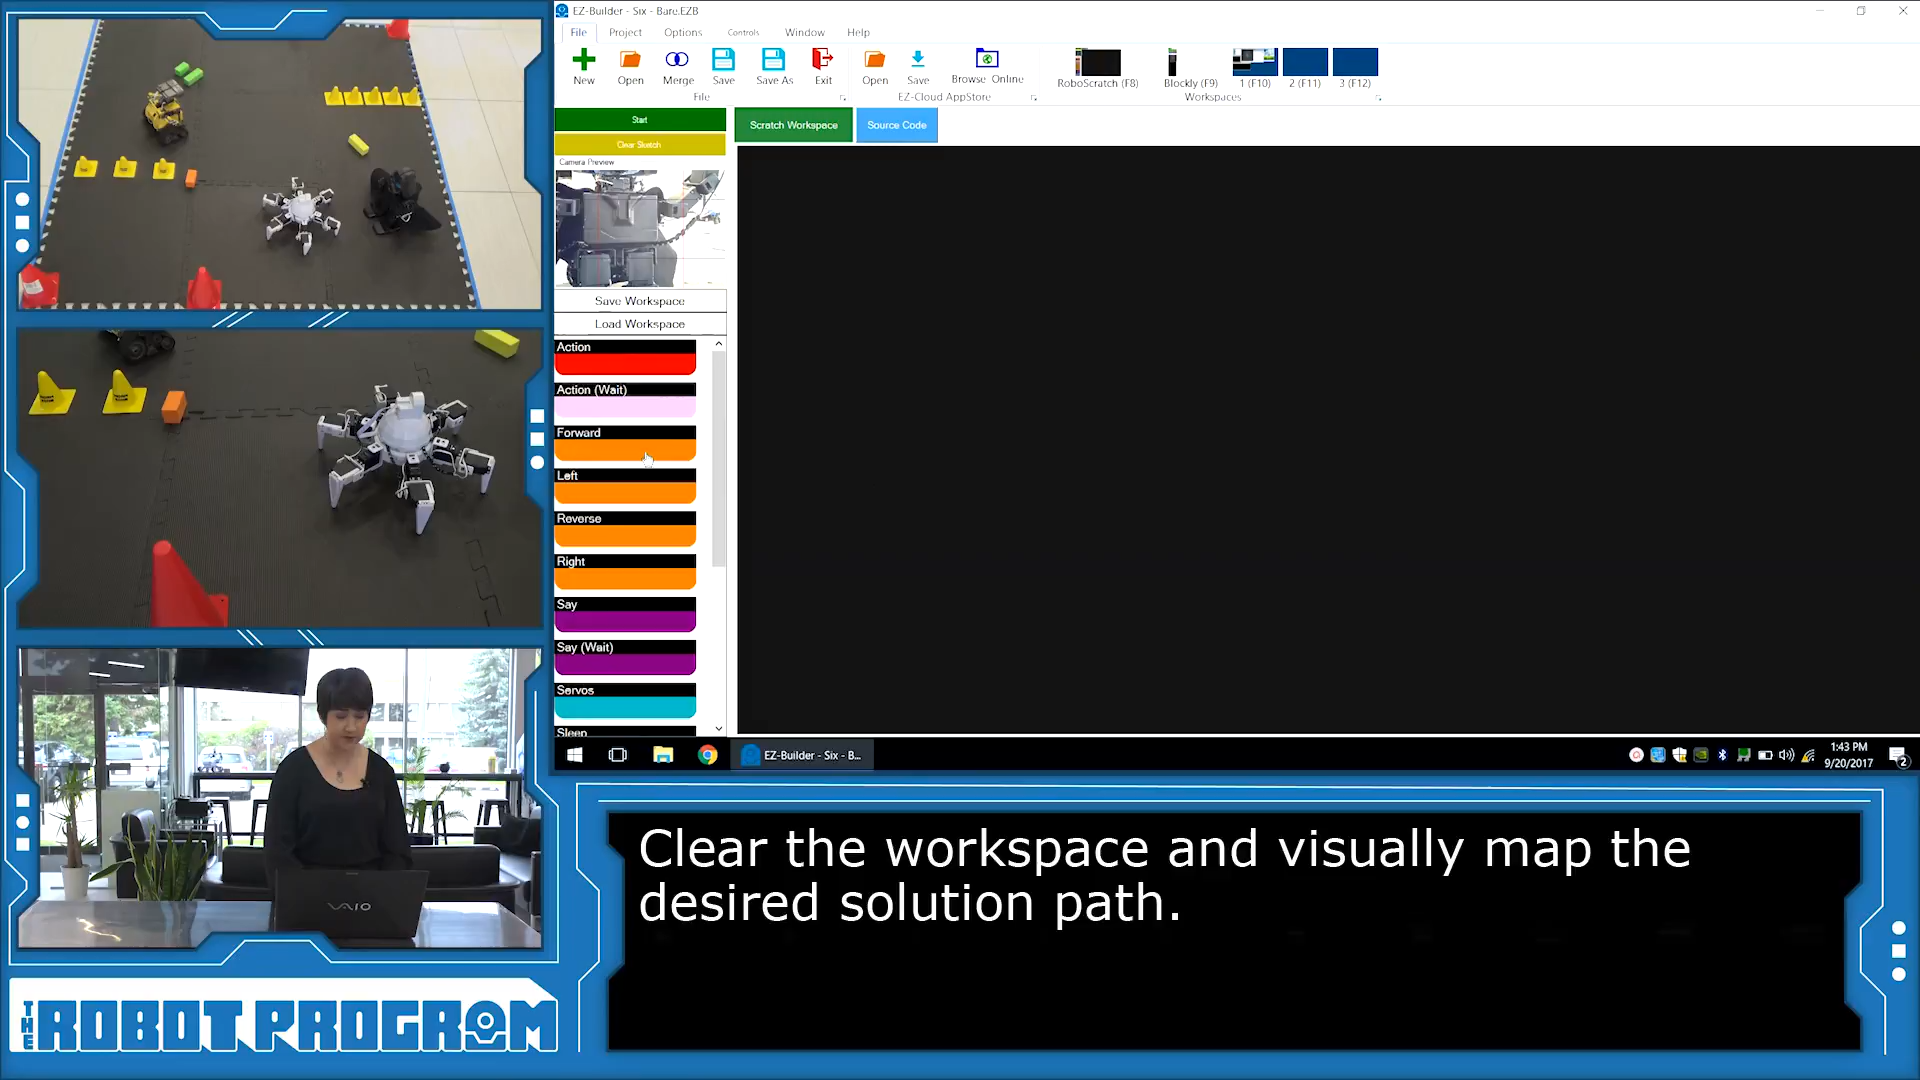 EZ-Builder - Six - Bare.EZB
File Project Options Controls Window Help
New Open Merge Save Save As Exit Open Save Browse Online RoboScratch (F8) Blockly (F9) 1 (F10) 2 (F11) 3 (F12)
File EZ-Cloud AppStore Workspaces
Start
Clear Sketch
Scratch Workspace Source Code
Camera Preview
Save Workspace
Load Workspace
Action
Action (Wait)
Forward
Left
Reverse
Right
Say
Say (Wait)
Servos
Sleep
EZ-Builder - Six - B...
1:43 PM
9/20/2017
2
VAIO
Clear the workspace and visually map the
desired solution path.
THE ROBOT PROGRAM